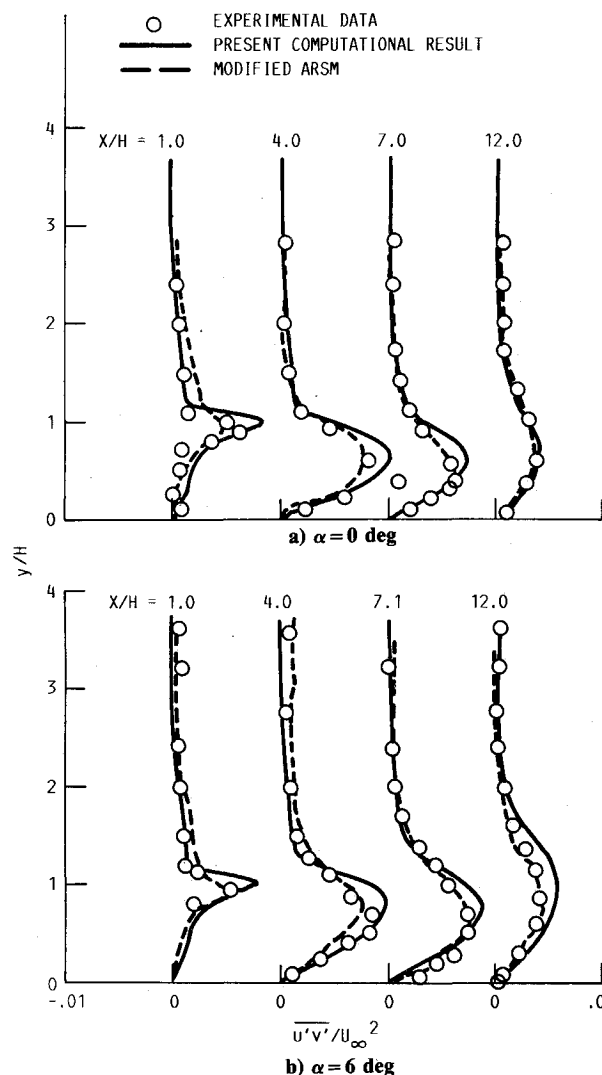 EXPERIMENTAL DATA
PRESENT COMPUTATIONAL RESULT
MODIFIED ARSM
4
X/H = 1.0 4.0 7.0 12.0
3
2
1
0
a) α=0 deg
y/H
4
X/H = 1.0 4.0 7.1 12.0
3
2
1
0
-.01 0 0 0 0 .0
u'v'/U∞²
b) α=6 deg